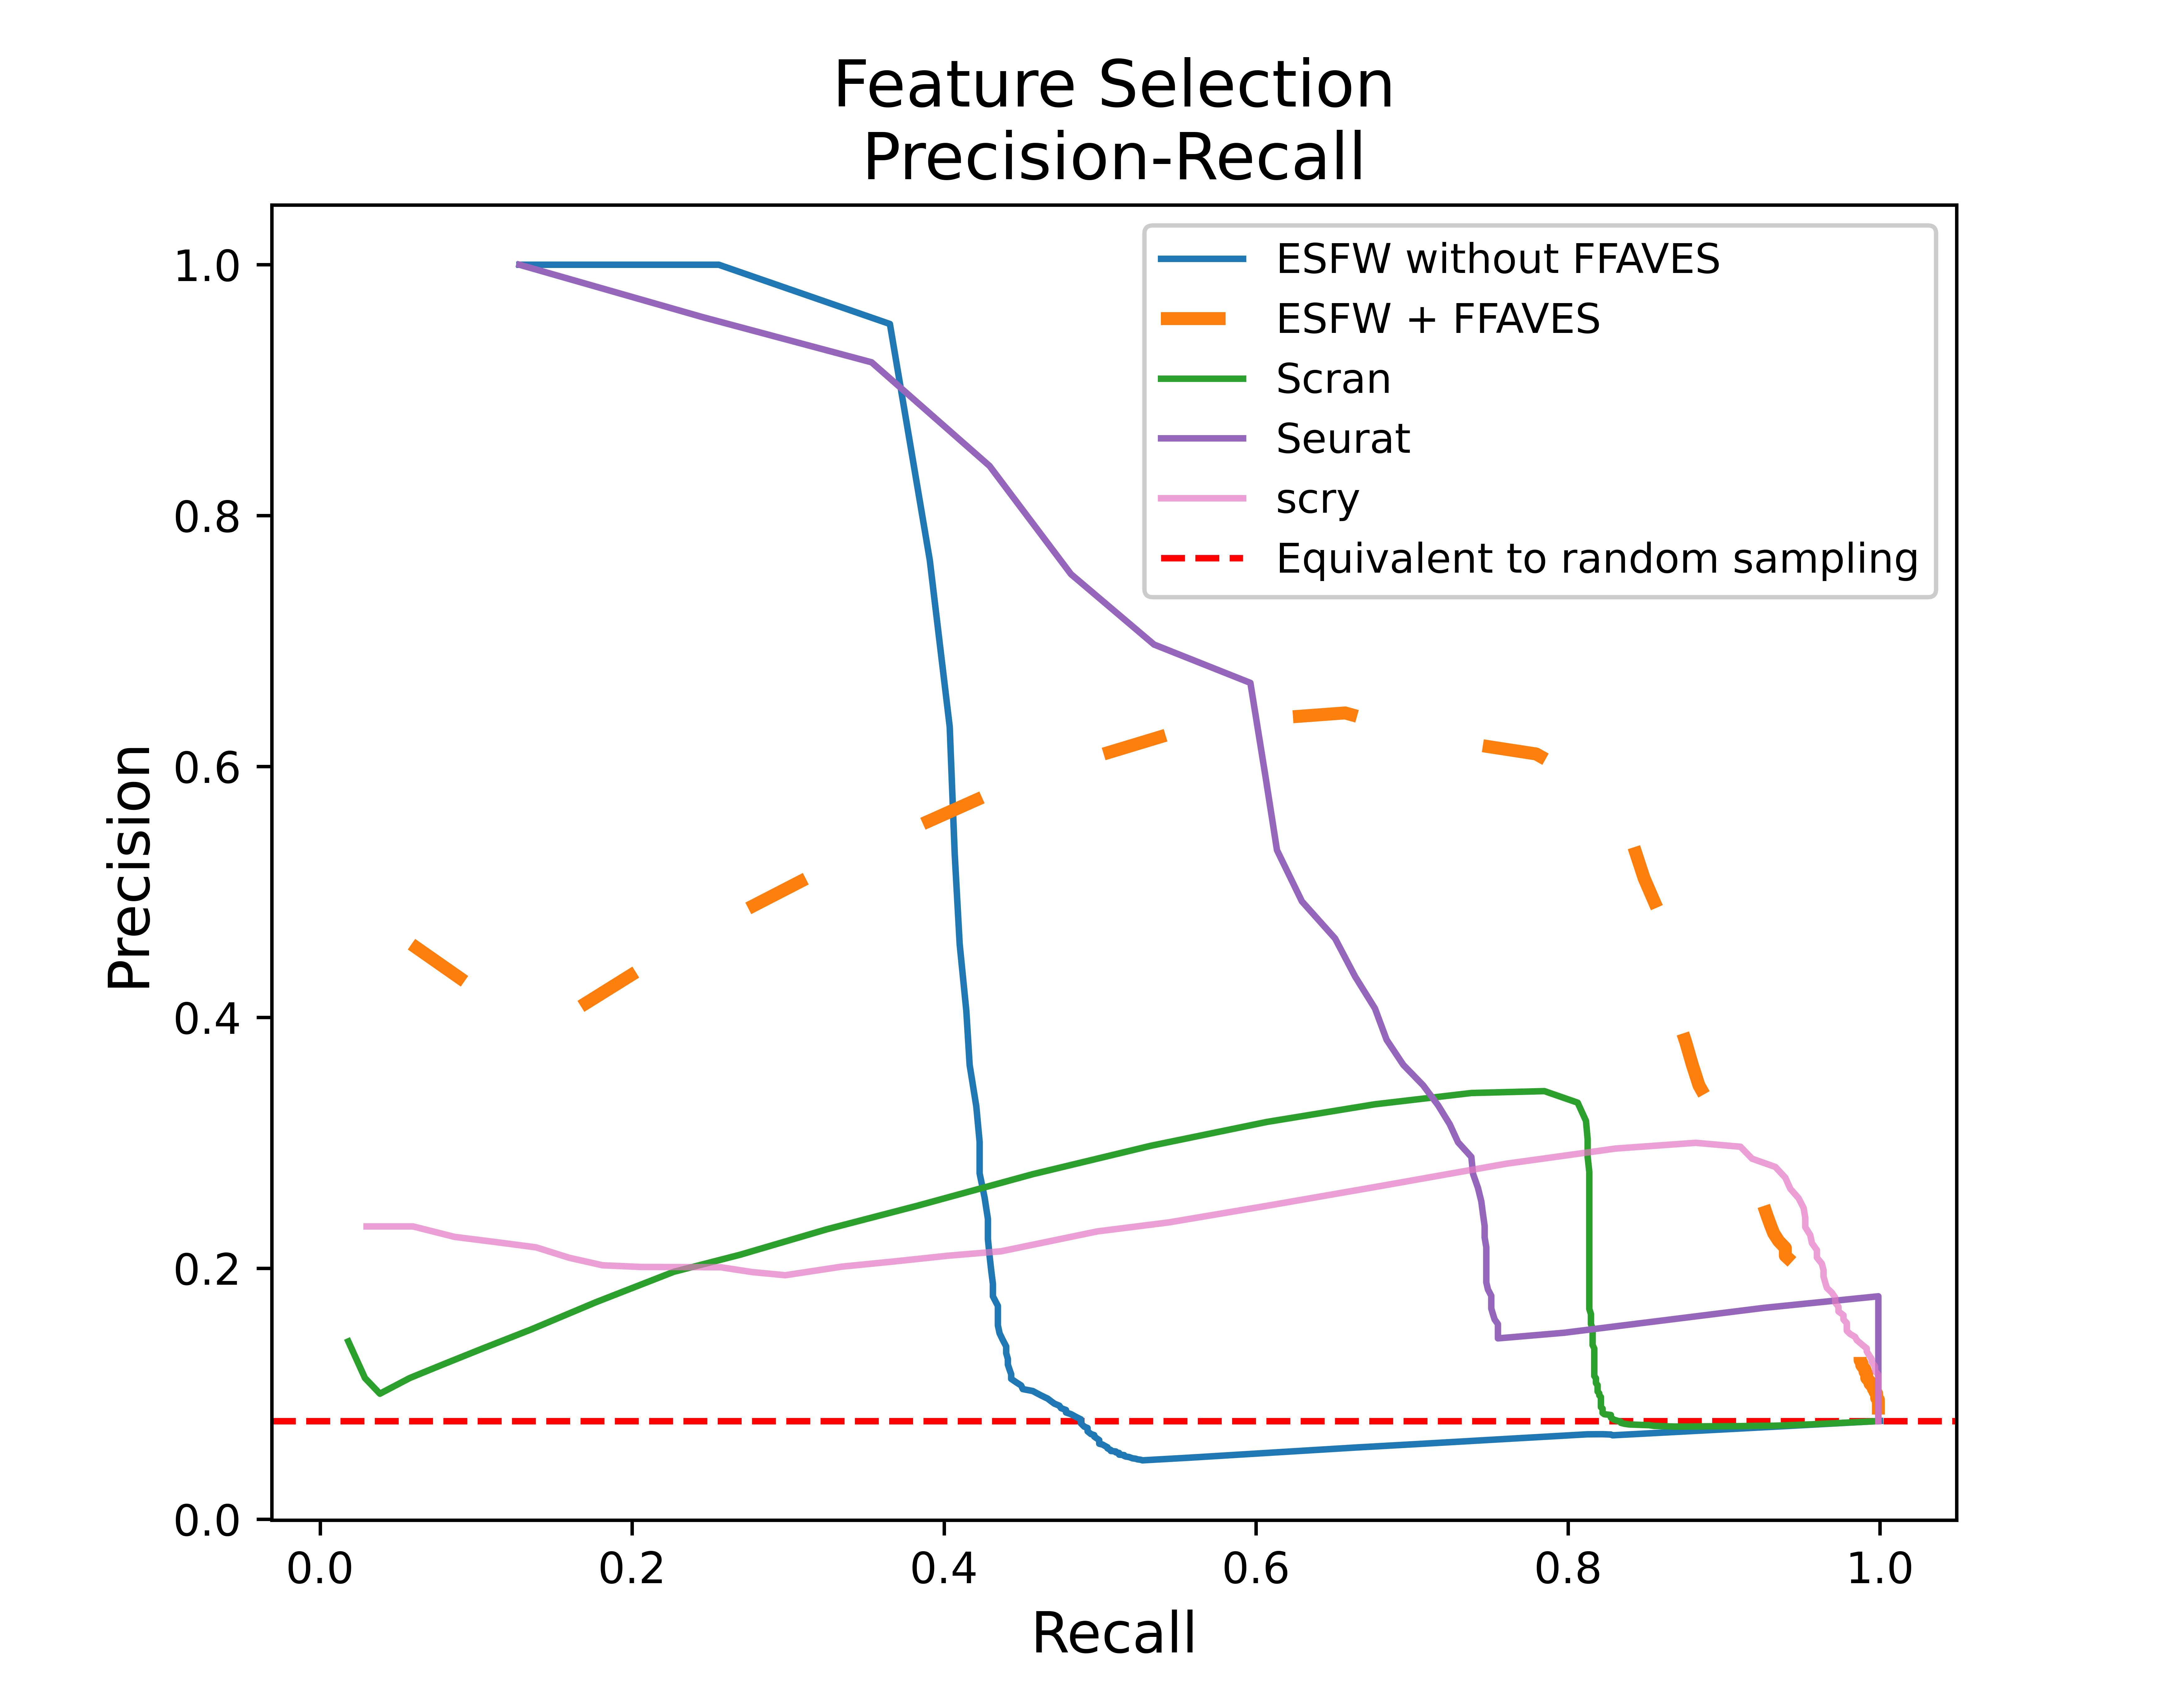 Feature Selection
Precision-Recall
ESFW without FFAVES
ESFW + FFAVES
Scran
Seurat
scry
Equivalent to random sampling
Precision
1.0
0.8
0.6
0.4
0.2
0.0
0.0 0.2 0.4 0.6 0.8 1.0
Recall